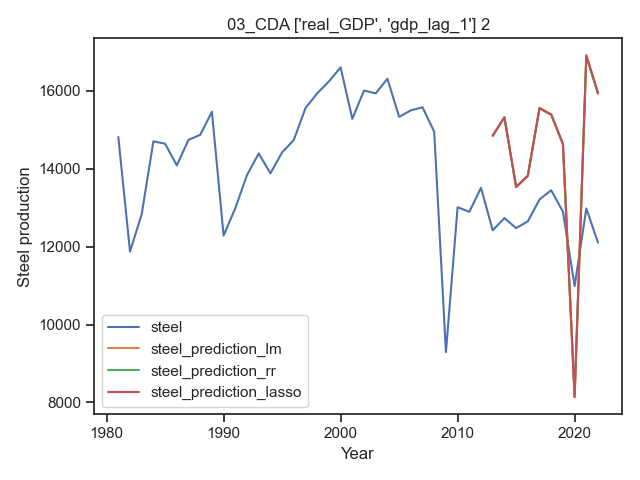 03_CDA ['real_GDP', 'gdp_lag_1'] 2
Steel production
16000
14000
12000
10000
8000
steel
steel_prediction_lm
steel_prediction_rr
steel_prediction_lasso
1980
1990
2000
2010
2020
Year